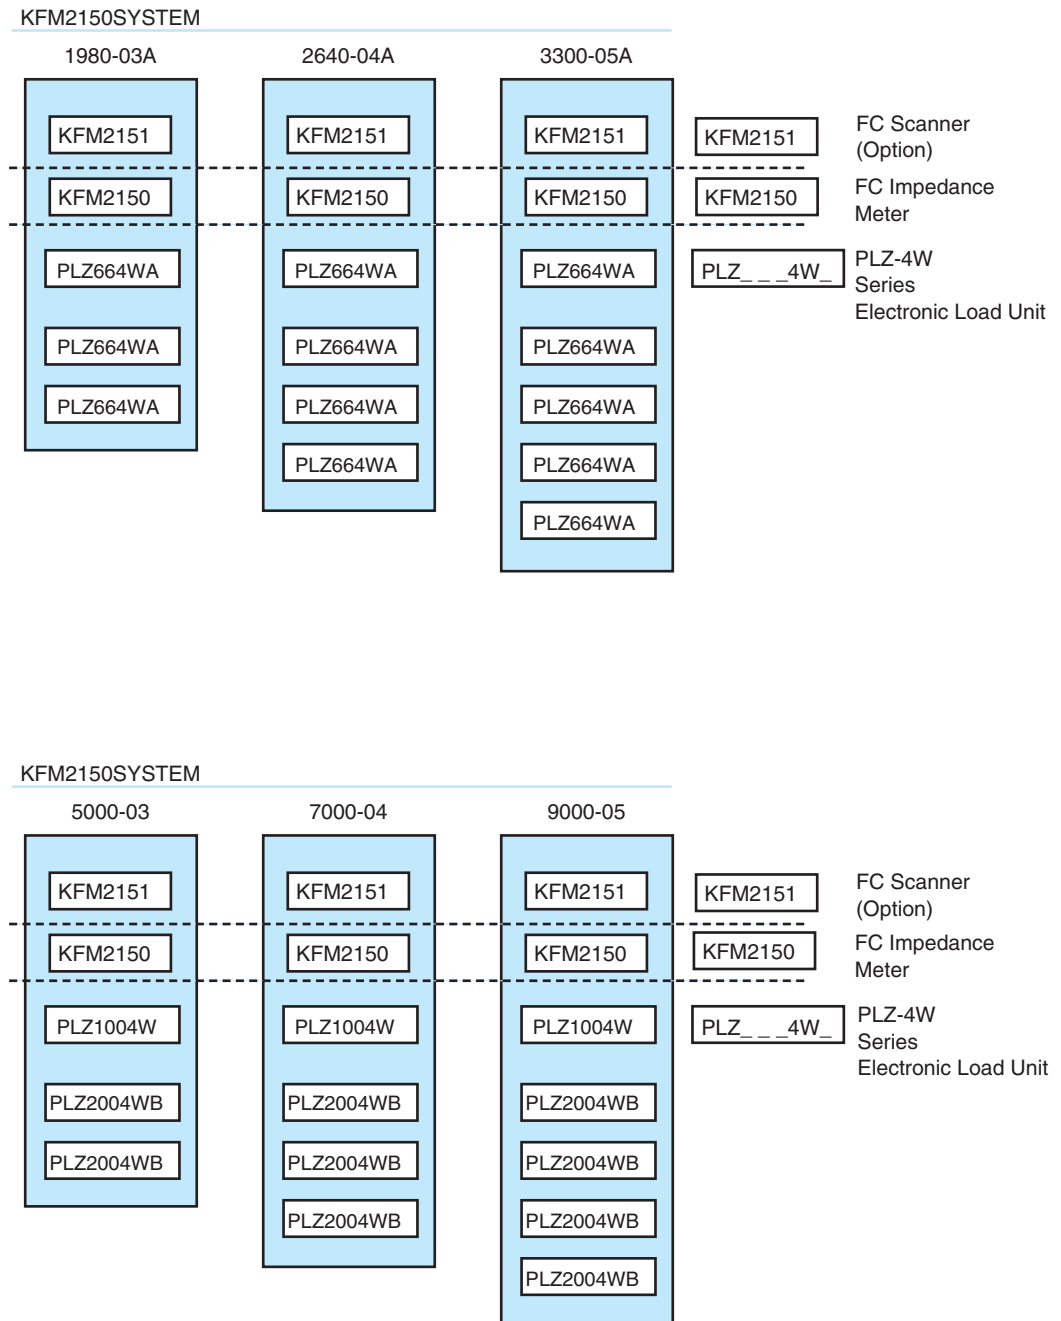 KFM2150SYSTEM
1980-03A 2640-04A 3300-05A
KFM2151 KFM2151 KFM2151 KFM2151 FC Scanner
(Option)
KFM2150 KFM2150 KFM2150 KFM2150 FC Impedance
Meter
PLZ664WA PLZ664WA PLZ664WA PLZ_ _ _4W_ PLZ-4W
Series
Electronic Load Unit
PLZ664WA PLZ664WA PLZ664WA
PLZ664WA PLZ664WA PLZ664WA
PLZ664WA PLZ664WA
PLZ664WA
KFM2150SYSTEM
5000-03 7000-04 9000-05
KFM2151 KFM2151 KFM2151 KFM2151 FC Scanner
(Option)
KFM2150 KFM2150 KFM2150 KFM2150 FC Impedance
Meter
PLZ1004W PLZ1004W PLZ1004W PLZ_ _ _4W_ PLZ-4W
Series
Electronic Load Unit
PLZ2004WB PLZ2004WB PLZ2004WB
PLZ2004WB PLZ2004WB PLZ2004WB
PLZ2004WB PLZ2004WB
PLZ2004WB